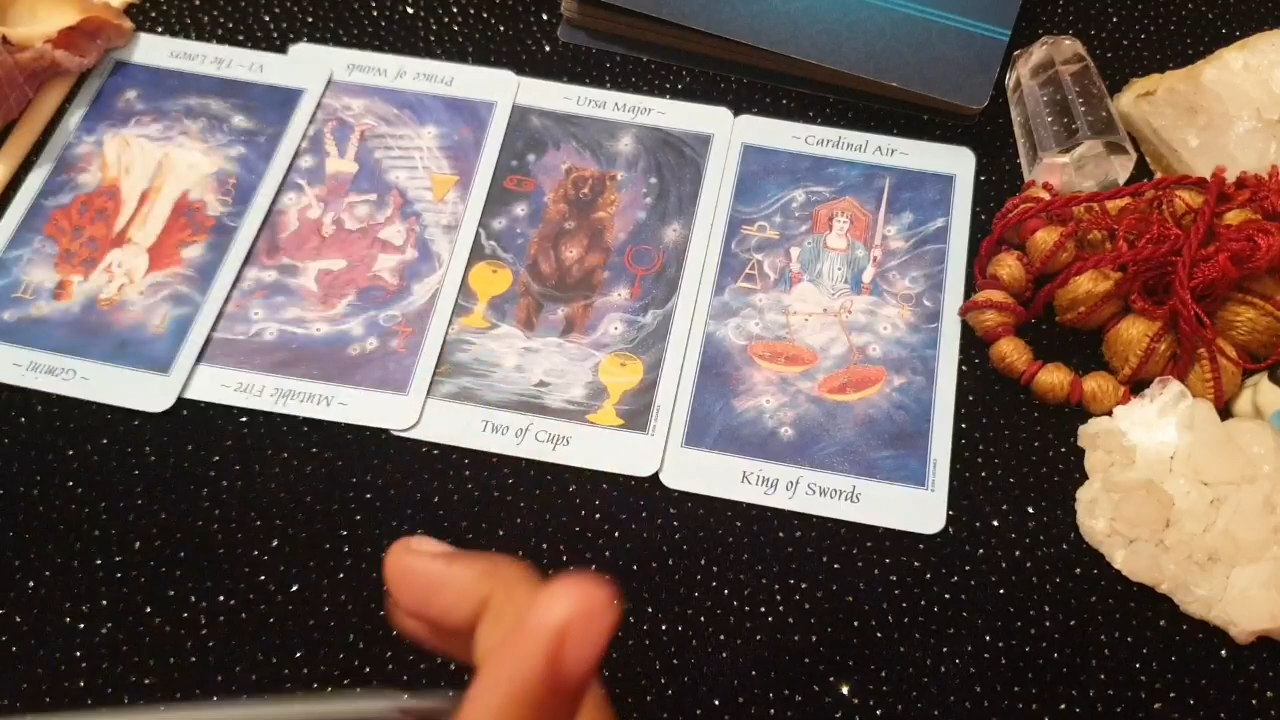 VI ~ The Lovers
~ Gemini ~
Prince of Wands
~ Mutable Fire ~
~ Ursa Major ~
Two of Cups
~ Cardinal Air ~
King of Swords